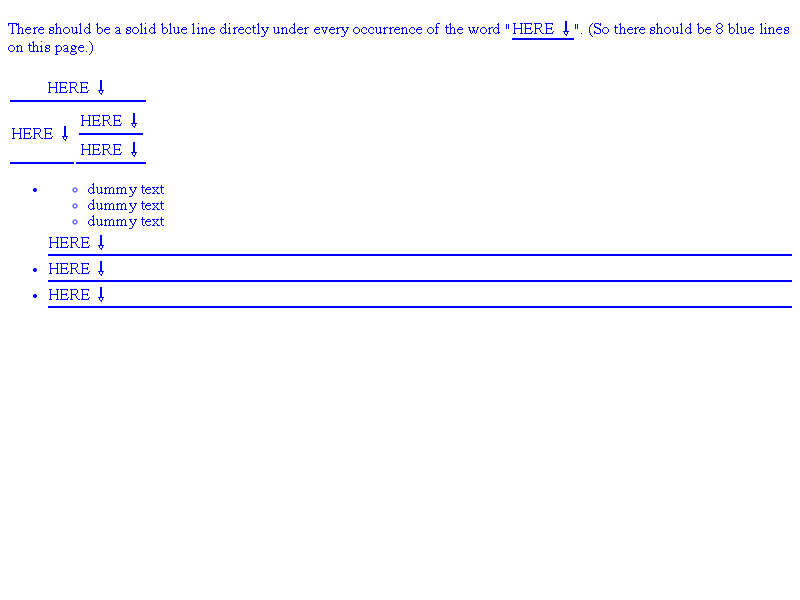 There should be a solid blue line directly under every occurrence of the word "HERE ⇩". (So there should be 8 blue lines
on this page.)
HERE ⇩
HERE ⇩
HERE ⇩
HERE ⇩
dummy text
dummy text
dummy text
HERE ⇩
HERE ⇩
HERE ⇩